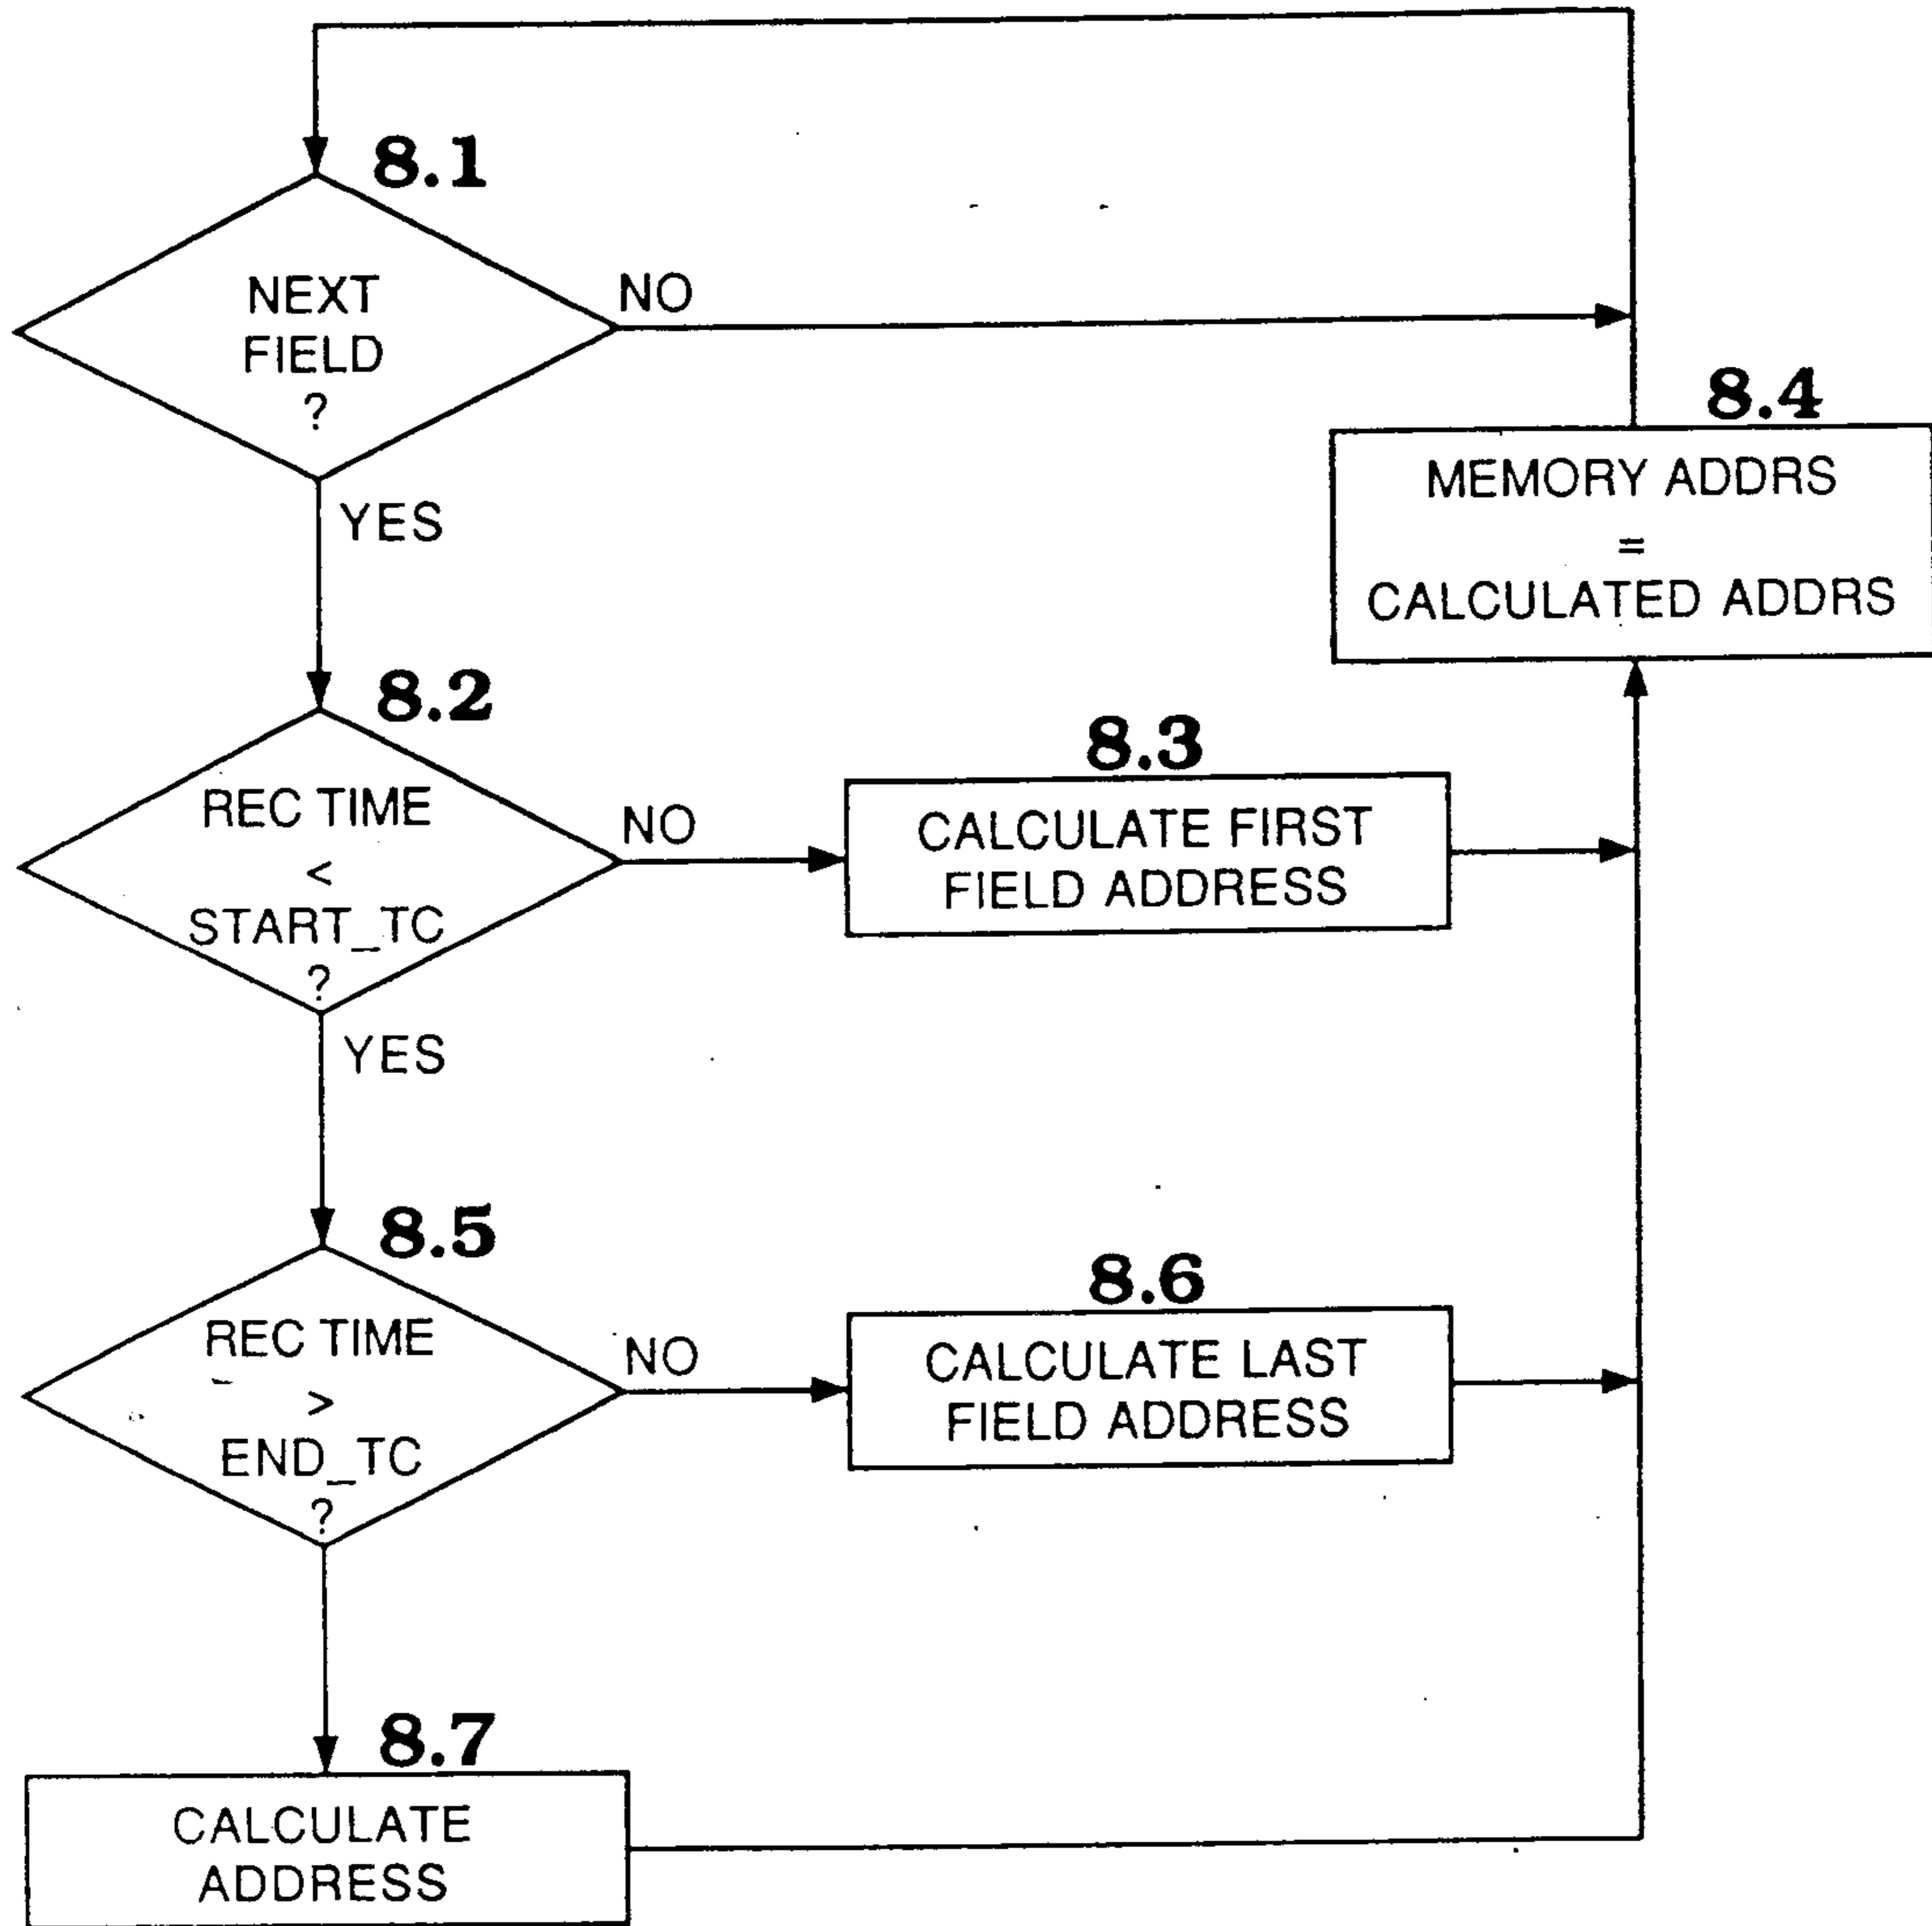 8.1
NEXT
FIELD
?
NO
YES
8.4
MEMORY ADDRS
=
CALCULATED ADDRS
8.2
REC TIME
<
START_TC
?
NO
YES
8.3
CALCULATE FIRST
FIELD ADDRESS
8.5
REC TIME
>
END_TC
?
NO
8.6
CALCULATE LAST
FIELD ADDRESS
8.7
CALCULATE
ADDRESS